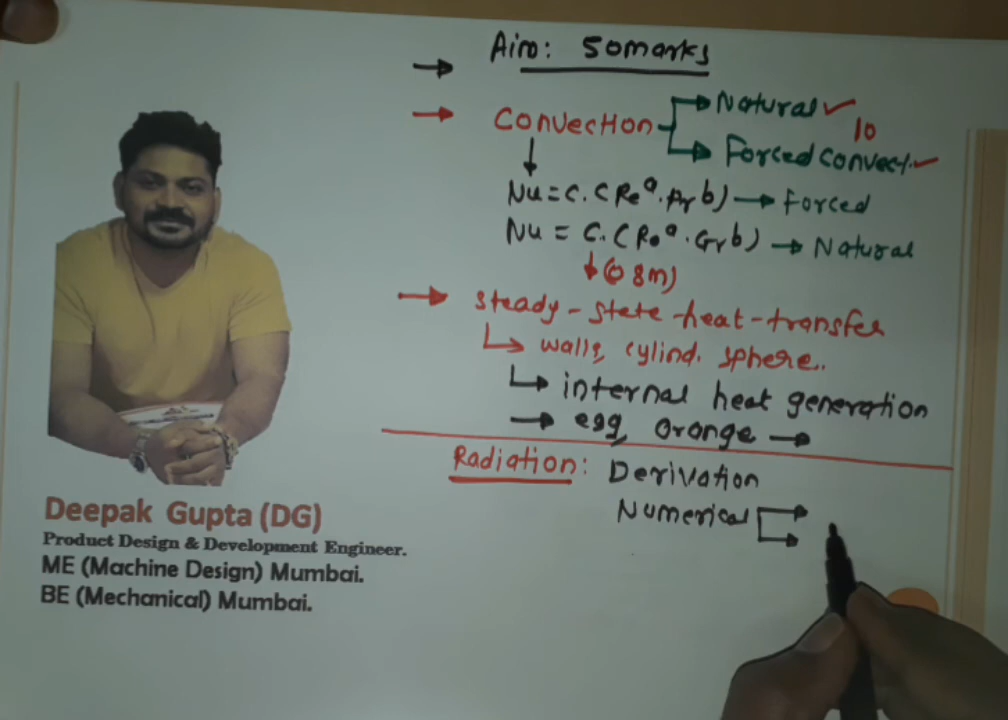 Aim: 50marks
→ Convection → Natural ✓ 10
→ Forced convect. ✓
Nu = C.(Re^a.Pr^b) → Forced
Nu = C.(Re^a.Gr^b) → Natural
↓ (08m)
→ Steady-state-heat-transfer
↳ walls, cylind. sphere..
↳ internal heat generation
→ egg, orange →
Radiation: Derivation
Numerical
Deepak Gupta (DG)
Product Design & Development Engineer.
ME (Machine Design) Mumbai.
BE (Mechanical) Mumbai.